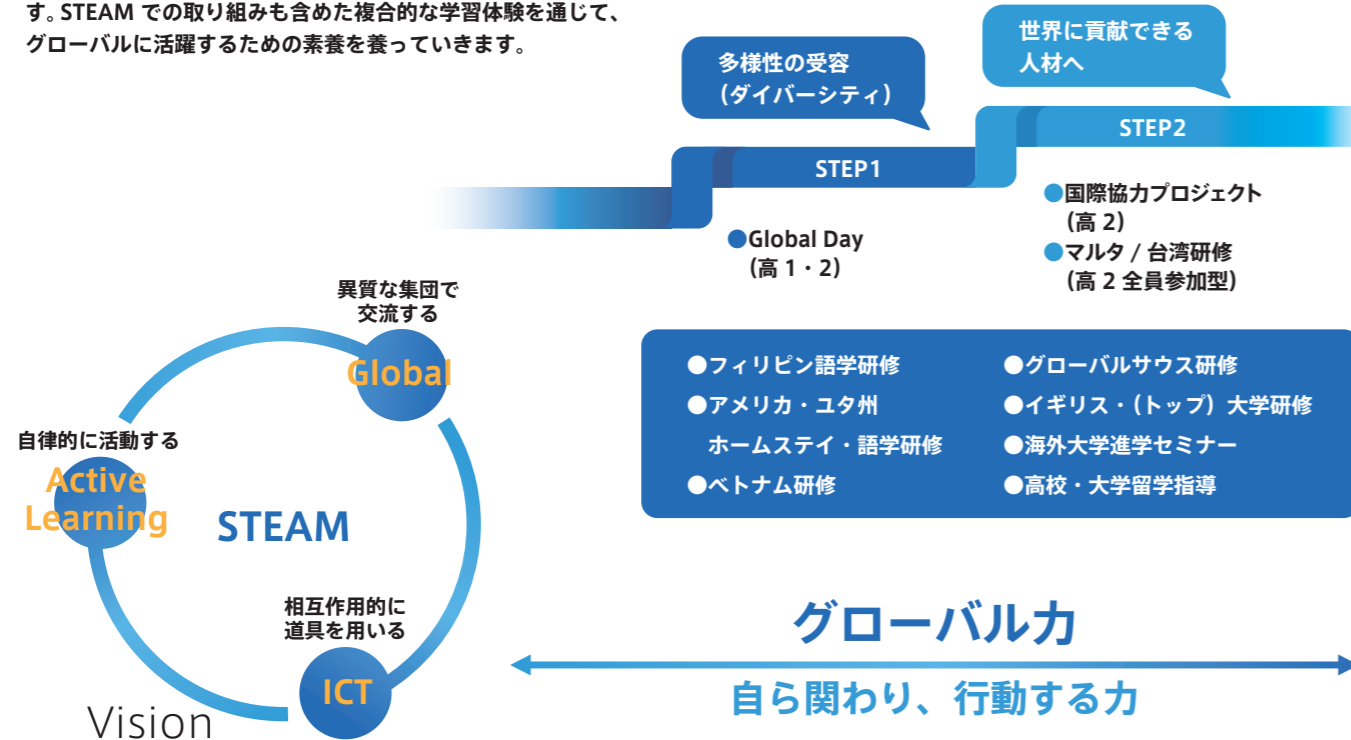 す。STEAM での取り組みも含めた複合的な学習体験を通じて、
グローバルに活躍するための素養を養っていきます。
多様性の受容
(ダイバーシティ)
世界に貢献できる
人材へ
STEP1
STEP2
●Global Day
(高 1・2)
●国際協力プロジェクト
(高 2)
●マルタ / 台湾研修
(高 2 全員参加型)
異質な集団で
交流する
Global
自律的に活動する
Active
Learning
STEAM
相互作用的に
道具を用いる
ICT
Vision
●フィリピン語学研修
●アメリカ・ユタ州
ホームステイ・語学研修
●ベトナム研修
●グローバルサウス研修
●イギリス・(トップ) 大学研修
●海外大学進学セミナー
●高校・大学留学指導
グローバル力
自ら関わり、行動する力